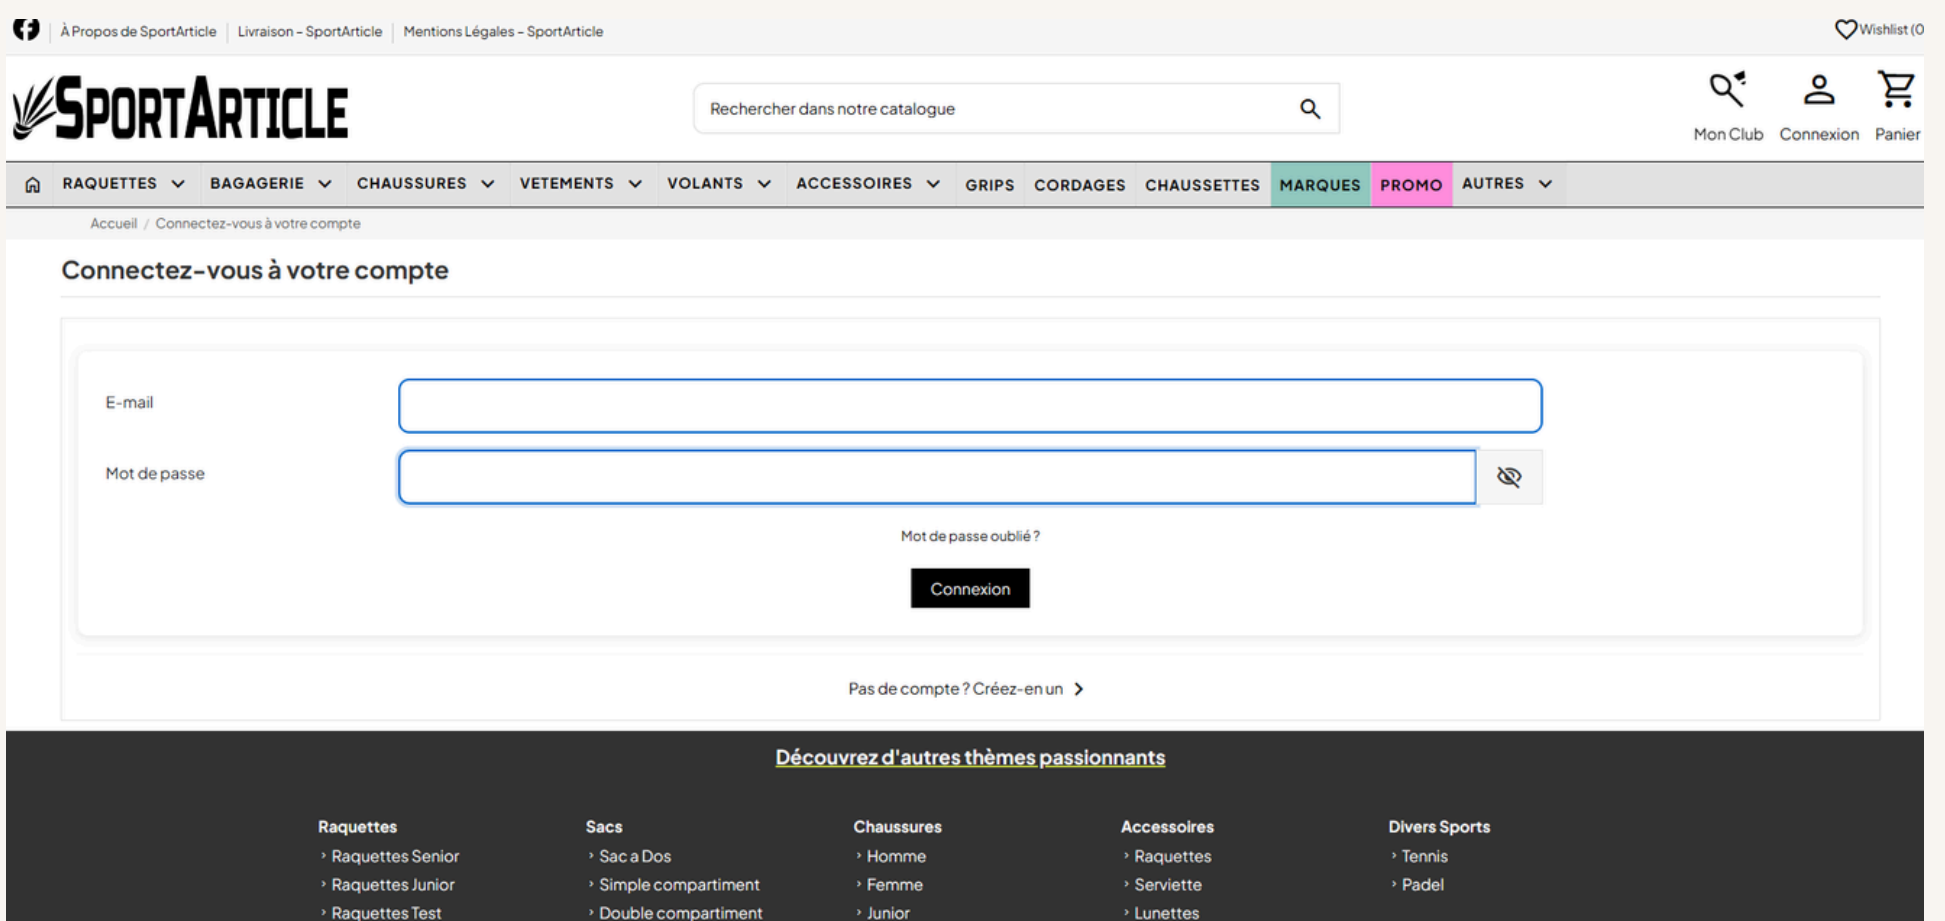 À Propos de SportArticle Livraison - SportArticle Mentions Légales - SportArticle Wishlist (0
SPORTARTICLE
Rechercher dans notre catalogue
Mon Club Connexion Panier
RAQUETTES BAGAGERIE CHAUSSURES VETEMENTS VOLANTS ACCESSOIRES GRIPS CORDAGES CHAUSSETTES MARQUES PROMO AUTRES
Accueil / Connectez-vous à votre compte
Connectez-vous à votre compte
E-mail
Mot de passe
Mot de passe oublié ?
Connexion
Pas de compte ? Créez-en un
Découvrez d'autres thèmes passionnants
Raquettes Sacs Chaussures Accessoires Divers Sports
Raquettes Senior Sac a Dos Homme Raquettes Tennis
Raquettes Junior Simple compartiment Femme Serviette Padel
Raquettes Test Double compartiment Junior Lunettes